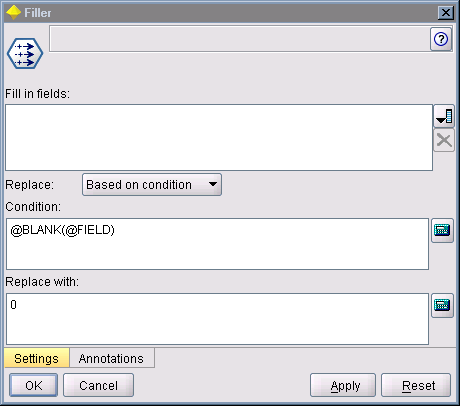 Filler
?
Fill in fields:
Replace: Based on condition
Condition:
@BLANK(@FIELD)
Replace with:
0
Settings Annotations
OK Cancel Apply Reset